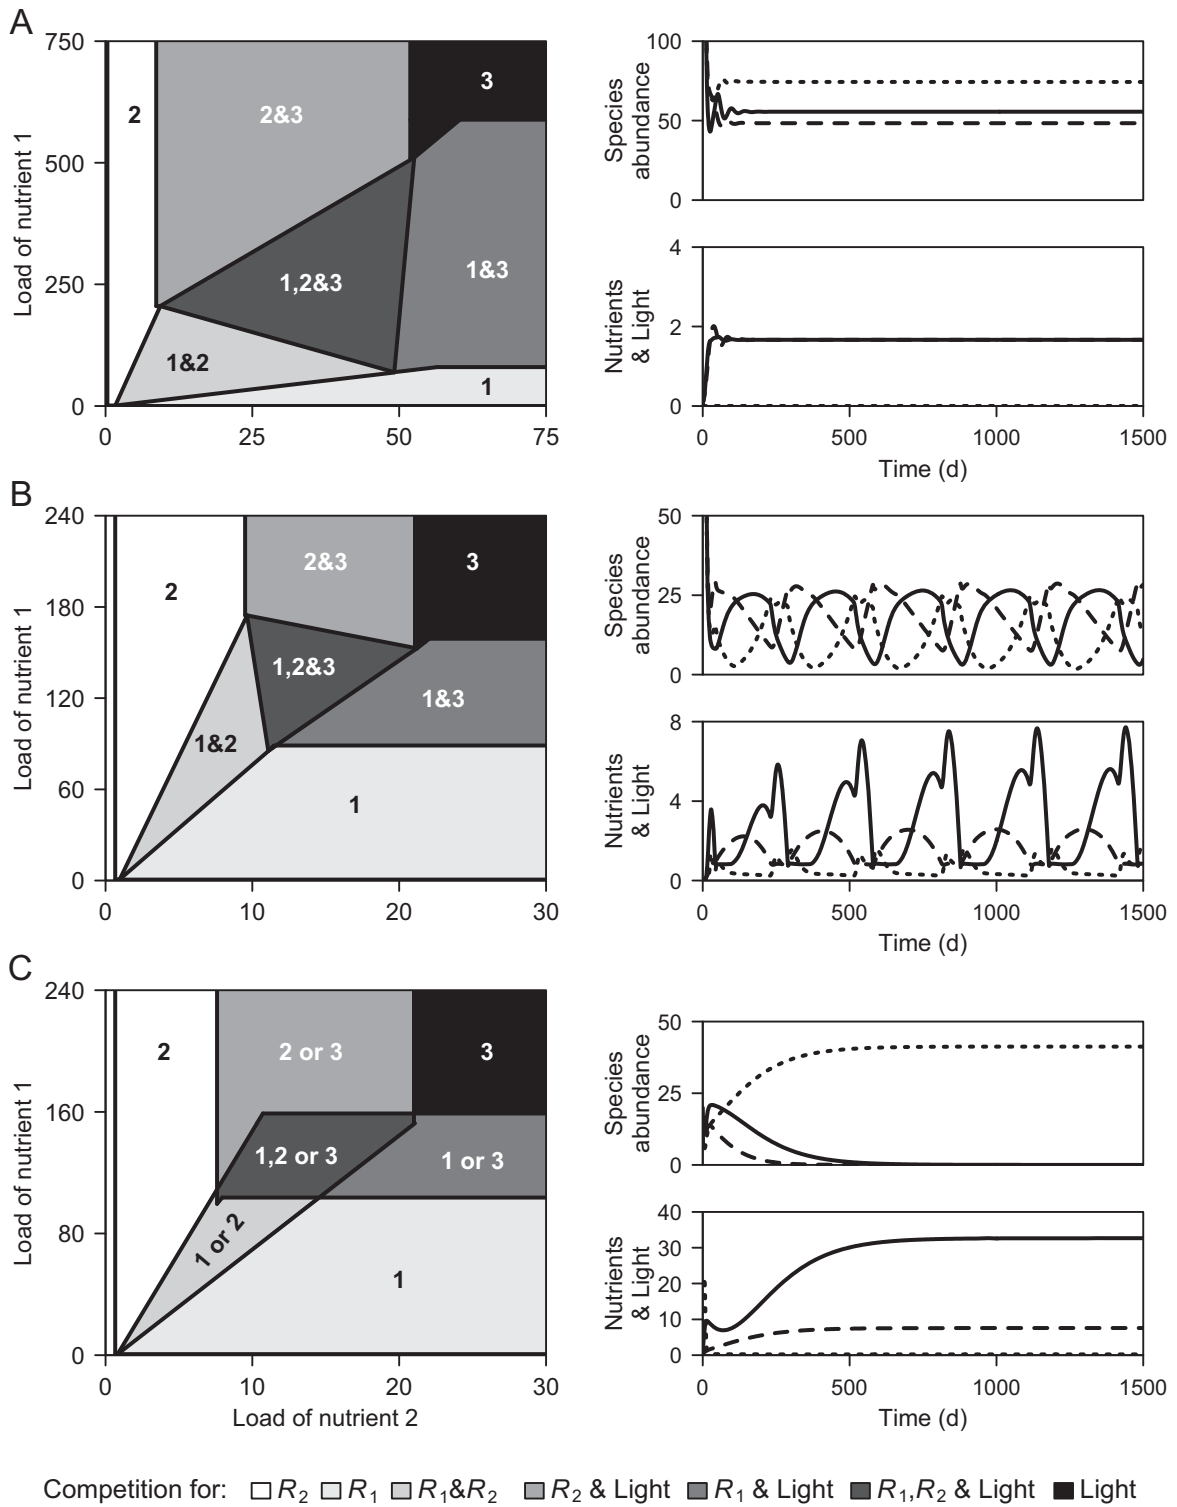 A
750
500
250
0
Load of nutrient 1
2
2&3
3
1,2&3
1&3
1&2
1
0 25 50 75
100
50
0
Species
abundance
4
2
0
Nutrients
& Light
0 500 1000 1500
Time (d)
B
240
180
120
60
0
Load of nutrient 1
2
2&3
3
1,2&3
1&3
1&2
1
0 10 20 30
50
25
0
Species
abundance
8
4
0
Nutrients
& Light
0 500 1000 1500
Time (d)
C
240
160
80
0
Load of nutrient 1
2
2 or 3
3
1,2 or 3
1 or 3
1 or 2
1
0 10 20 30
Load of nutrient 2
50
25
0
Species
abundance
40
30
20
10
0
Nutrients
& Light
0 500 1000 1500
Time (d)
Competition for: R₂ R₁ R₁&R₂ R₂ & Light R₁ & Light R₁,R₂ & Light Light